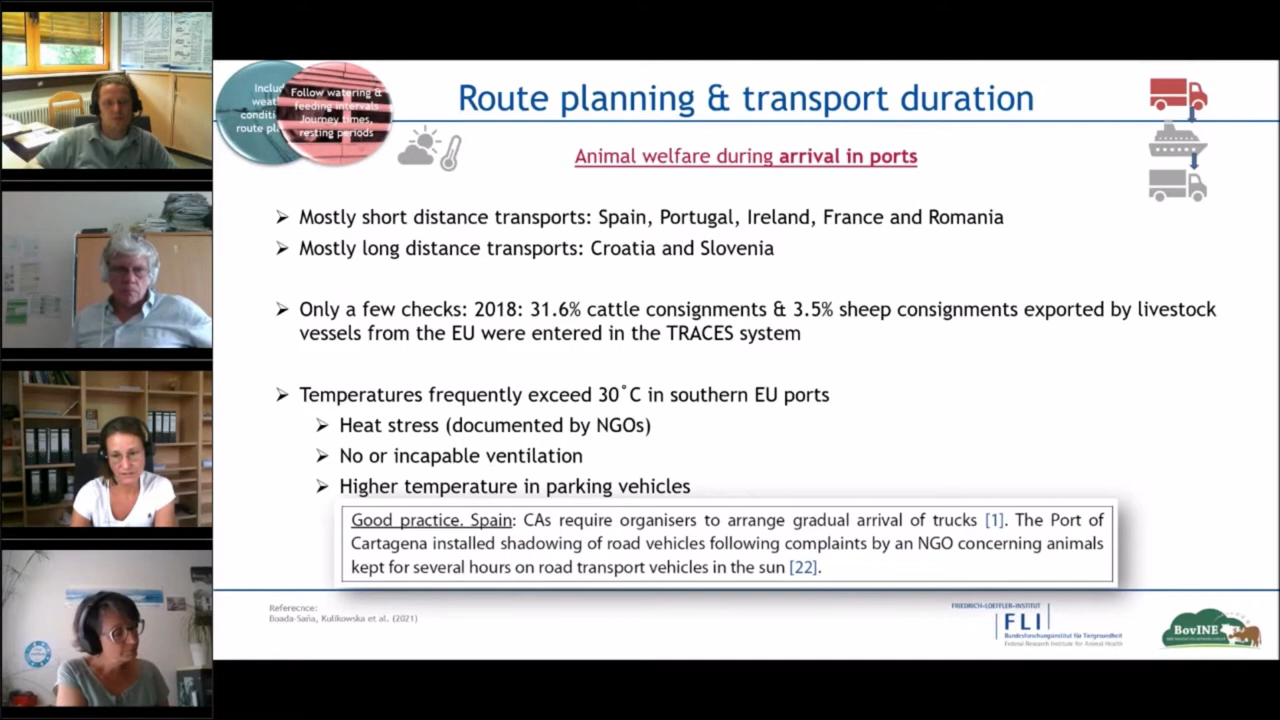 Route planning & transport duration
Follow watering &
feeding intervals
Journey times,
resting periods
Animal welfare during arrival in ports
Mostly short distance transports: Spain, Portugal, Ireland, France and Romania
Mostly long distance transports: Croatia and Slovenia
Only a few checks: 2018: 31.6% cattle consignments & 3.5% sheep consignments exported by livestock
vessels from the EU were entered in the TRACES system
Temperatures frequently exceed 30°C in southern EU ports
Heat stress (documented by NGOs)
No or incapable ventilation
Higher temperature in parking vehicles
Good practice. Spain: CAs require organisers to arrange gradual arrival of trucks [1]. The Port of
Cartagena installed shadowing of road vehicles following complaints by an NGO concerning animals
kept for several hours on road transport vehicles in the sun [22].
Referecnce:
Boada-Saña, Kulikowska et al. (2021)
FRIEDRICH-LOEFFLER-INSTITUT
FLI
Bundesforschungsinstitut für Tiergesundheit
Federal Research Institute for Animal Health
BovINE